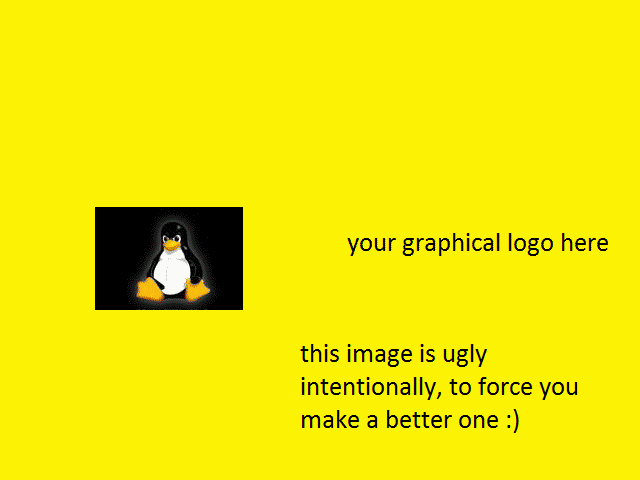 your graphical logo here
this image is ugly
intentionally, to force you
make a better one :)